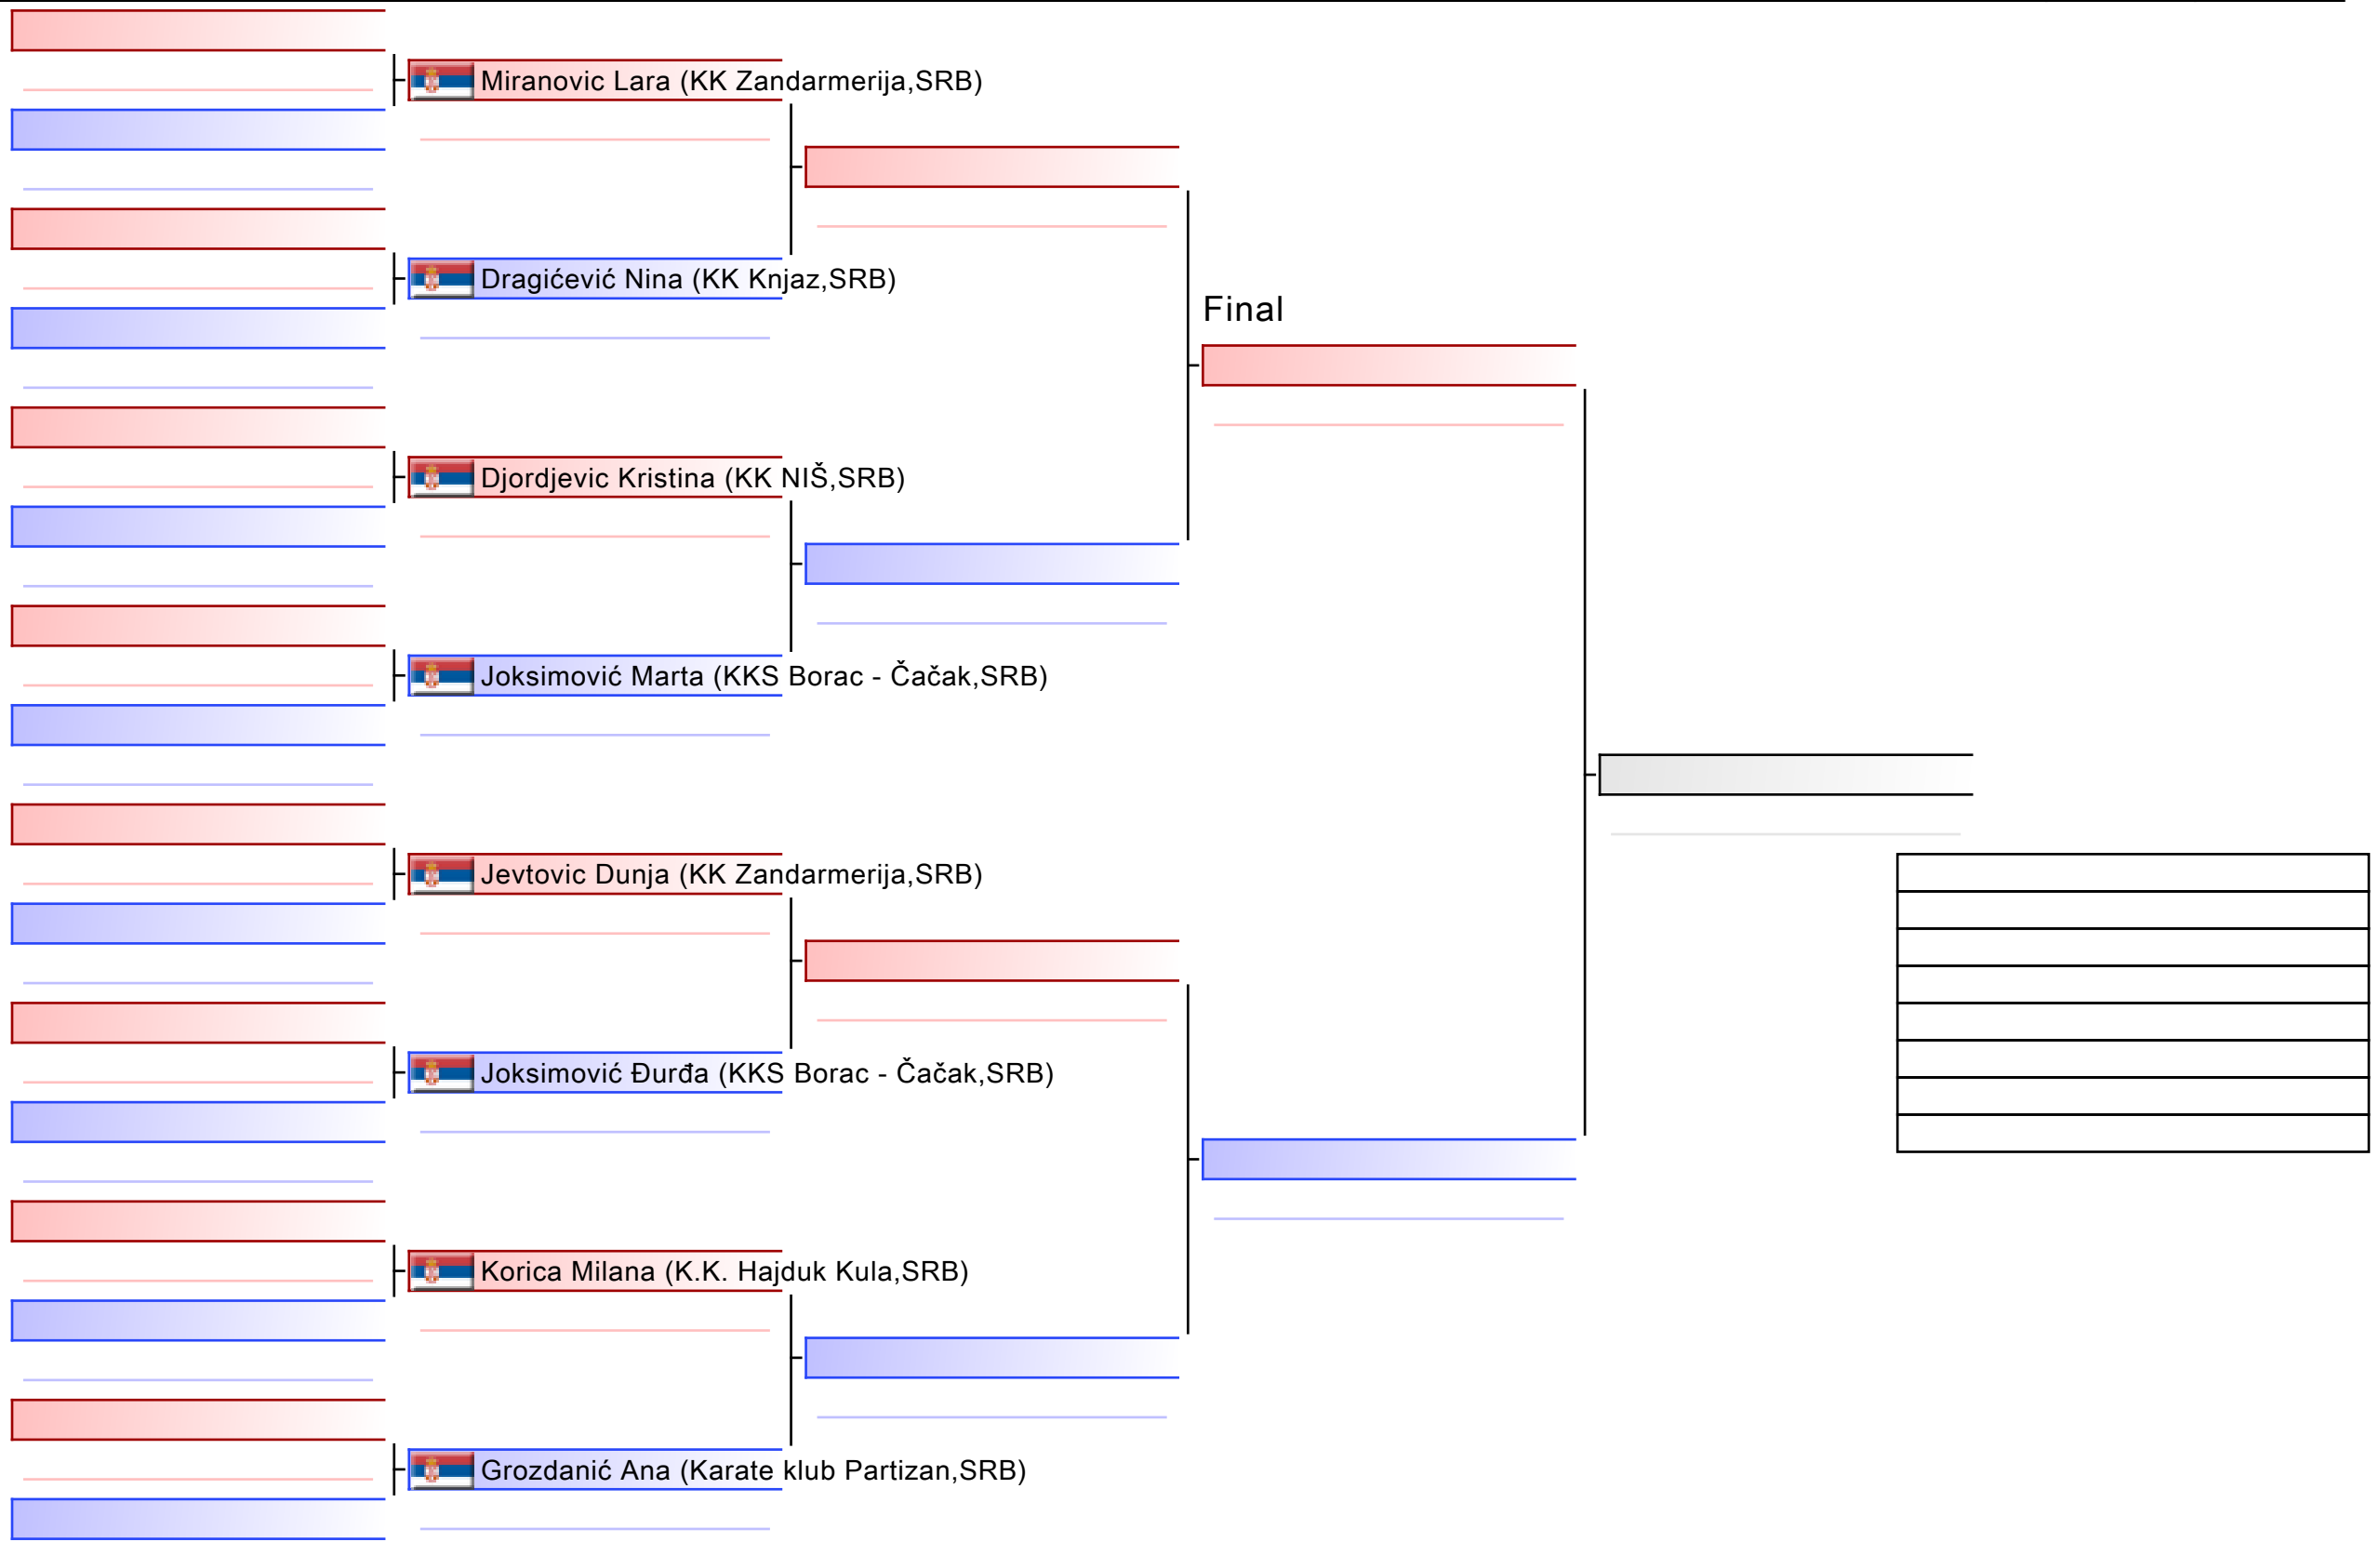 Miranovic Lara (KK Zandarmerija,SRB)
Dragićević Nina (KK Knjaz,SRB)
Final
Djordjevic Kristina (KK NIŠ,SRB)
Joksimović Marta (KKS Borac - Čačak,SRB)
Jevtovic Dunja (KK Zandarmerija,SRB)
Joksimović Đurđa (KKS Borac - Čačak,SRB)
Korica Milana (K.K. Hajduk Kula,SRB)
Grozdanić Ana (Karate klub Partizan,SRB)